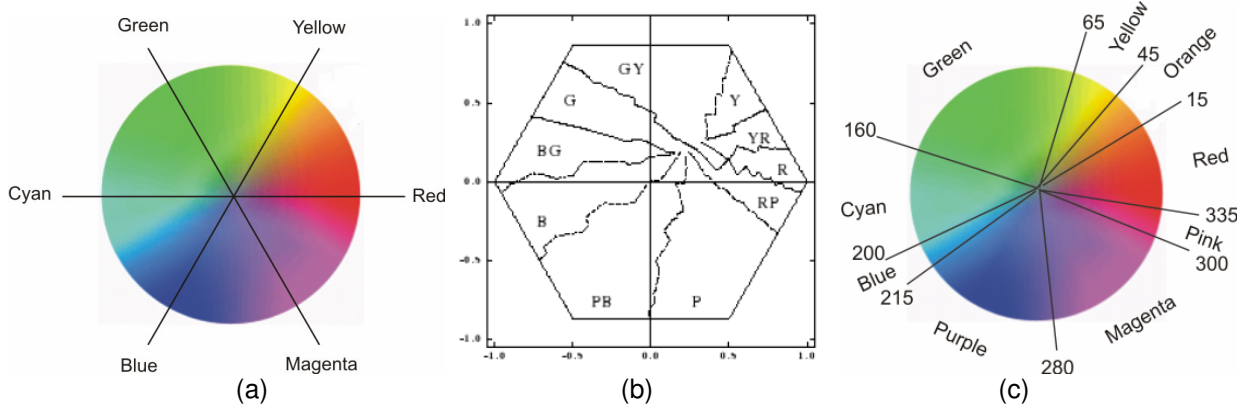 Green
Yellow
Cyan
Red
Blue
Magenta
(a)
1.0
0.5
0.0
-0.5
-1.0
-1.0
-0.5
0.0
0.5
1.0
GY
G
Y
YR
BG
R
RP
B
PB
P
(b)
65
Yellow
45
Orange
15
Green
160
Red
Cyan
335
Pink
300
200
Blue
215
Magenta
Purple
280
(c)